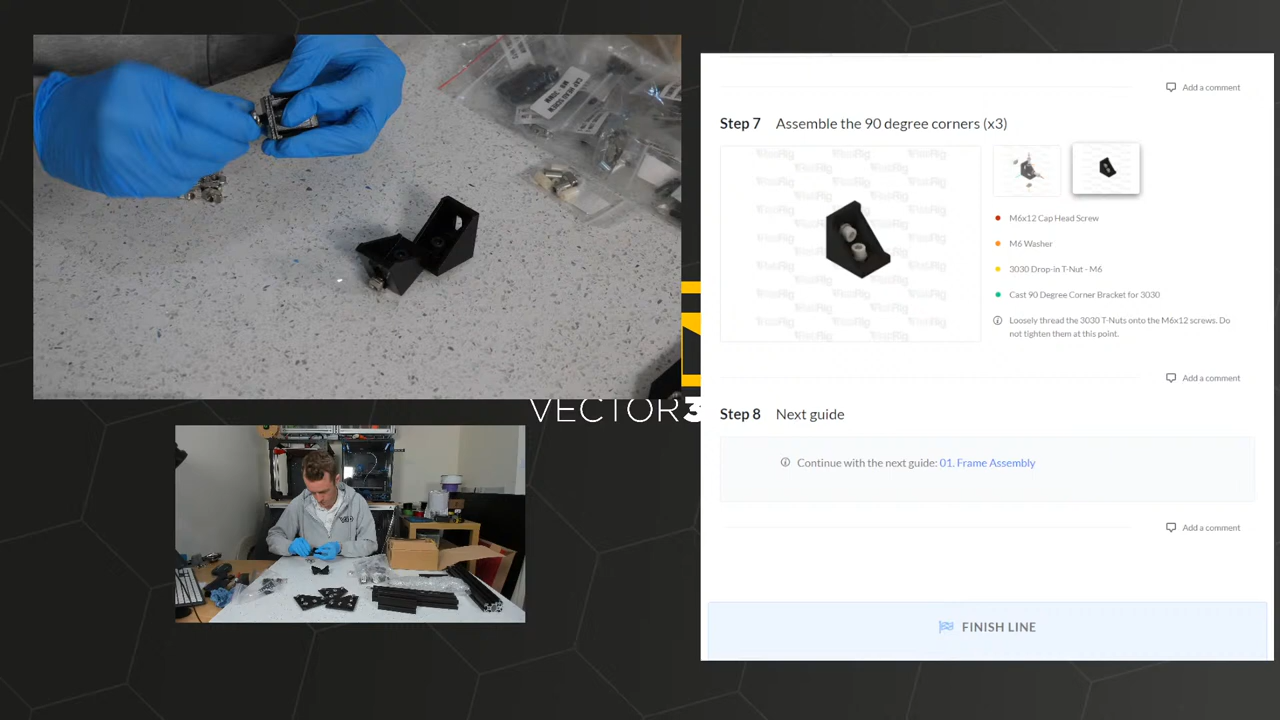 CAP HEAD SCREW
VECTOR3
Add a comment
Step 7 Assemble the 90 degree corners (x3)
M6x12 Cap Head Screw
M6 Washer
3030 Drop-in T-Nut - M6
Cast 90 Degree Corner Bracket for 3030
Loosely thread the 3030 T-Nuts onto the M6x12 screws. Do
not tighten them at this point.
Add a comment
Step 8 Next guide
Continue with the next guide: 01. Frame Assembly
Add a comment
FINISH LINE